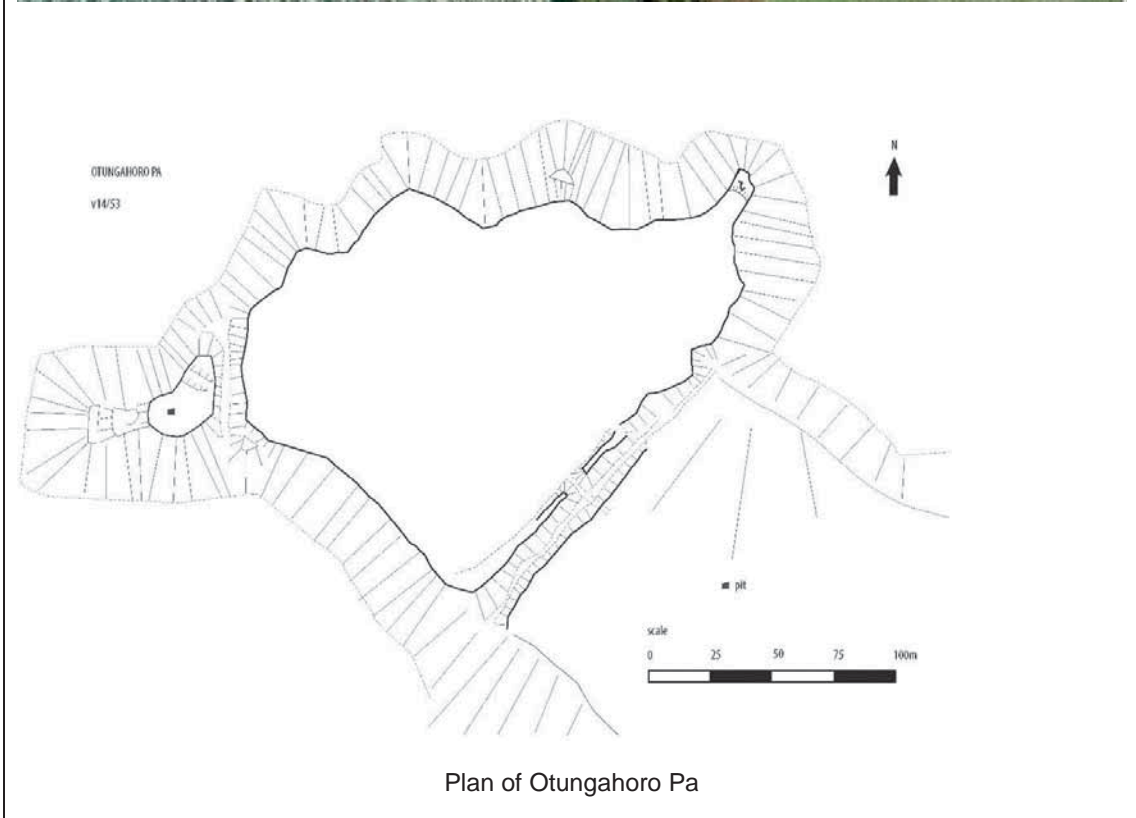 OTUNGAHORO PA
v14/53
N
pit
scale
0 25 50 75 100m
Plan of Otungahoro Pa